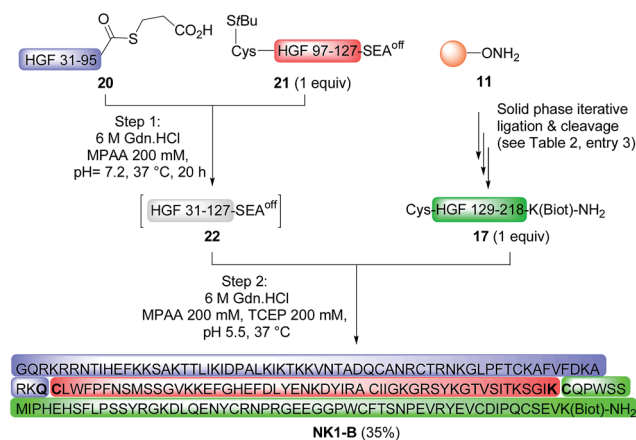 O
S
CO₂H
HGF 31-95
20
StBu
Cys
HGF 97-127-SEAᵒᶠᶠ
21 (1 equiv)
ONH₂
11
Step 1:
6 M Gdn.HCl
MPAA 200 mM,
pH= 7.2, 37 °C, 20 h
Solid phase iterative
ligation & cleavage
(see Table 2, entry 3)
[HGF 31-127-SEAᵒᶠᶠ]
22
Cys-HGF 129-218-K(Biot)-NH₂
17 (1 equiv)
Step 2:
6 M Gdn.HCl
MPAA 200 mM, TCEP 200 mM,
pH 5.5, 37 °C
GQRKRRNTIHEFKKSAKTTLIKIDPALKIKTKKVNTADQCANRCTRNKGLPFTCKAFVFDKA
RKQ CLWFPFNSMSSGVKKEFGHEFDLYENKDYIRA CIIGKGRSYKGTVSITKSGIK CQPWSS
MIPHEHSFLPSSYRGKDLQENYCRNPRGEEGGPWCFTSNPEVRYEVCDIPQCSEVK(Biot)-NH₂
NK1-B (35%)